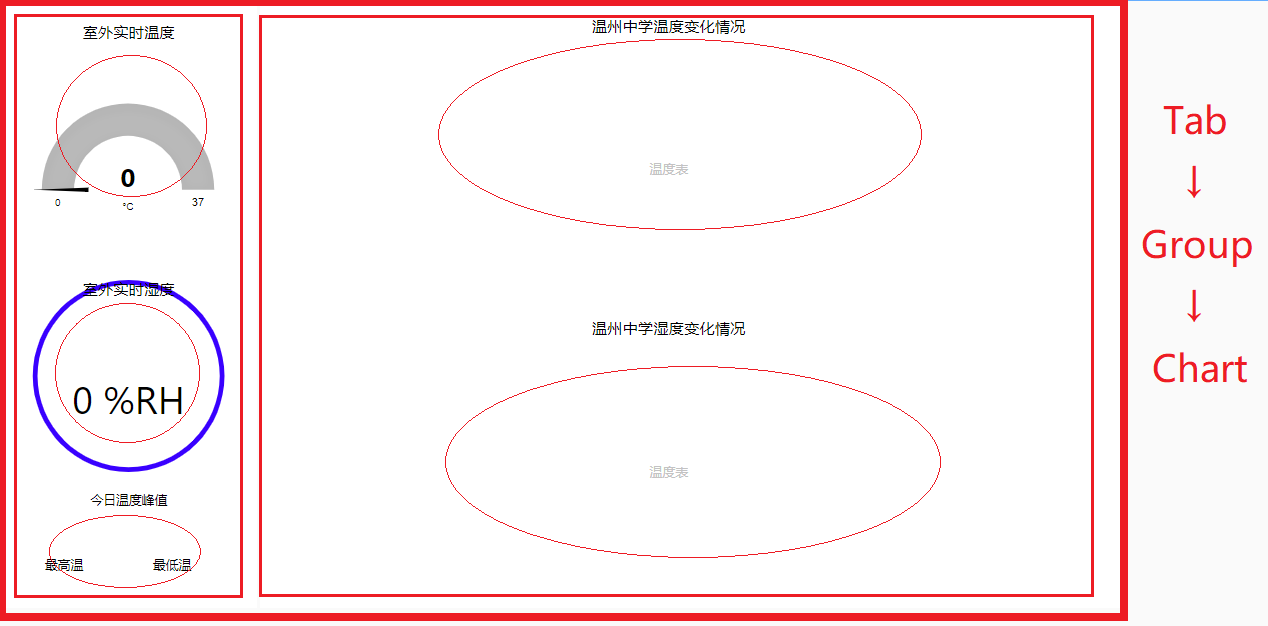 室外实时温度
0
0
°C
37
室外实时湿度
0 %RH
今日温度峰值
最高温
最低温
温州中学温度变化情况
温度表
温州中学湿度变化情况
温度表
Tab
↓
Group
↓
Chart